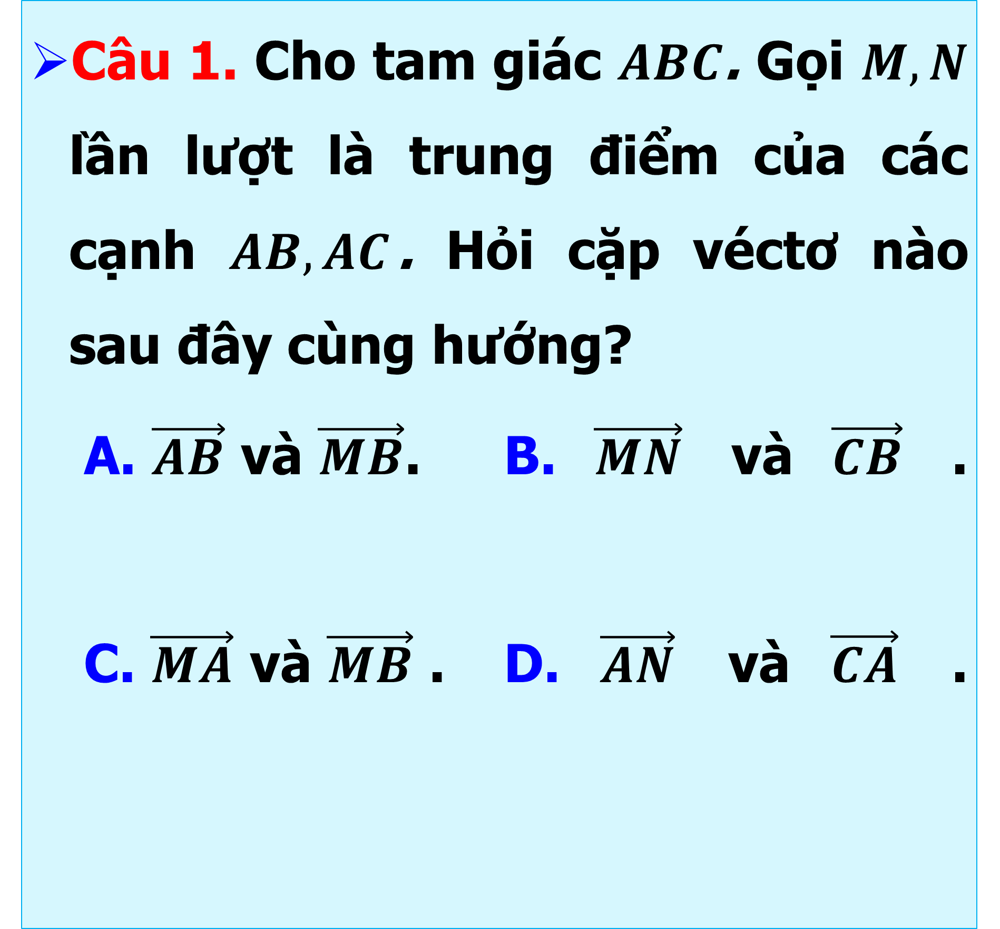 ➢Câu 1. Cho tam giác ABC. Gọi M, N
lần lượt là trung điểm của các
cạnh AB, AC. Hỏi cặp véctơ nào
sau đây cùng hướng?
A. $\overrightarrow{AB}$ và $\overrightarrow{MB}$. B. $\overrightarrow{MN}$ và $\overrightarrow{CB}$ .
C. $\overrightarrow{MA}$ và $\overrightarrow{MB}$ . D. $\overrightarrow{AN}$ và $\overrightarrow{CA}$ .